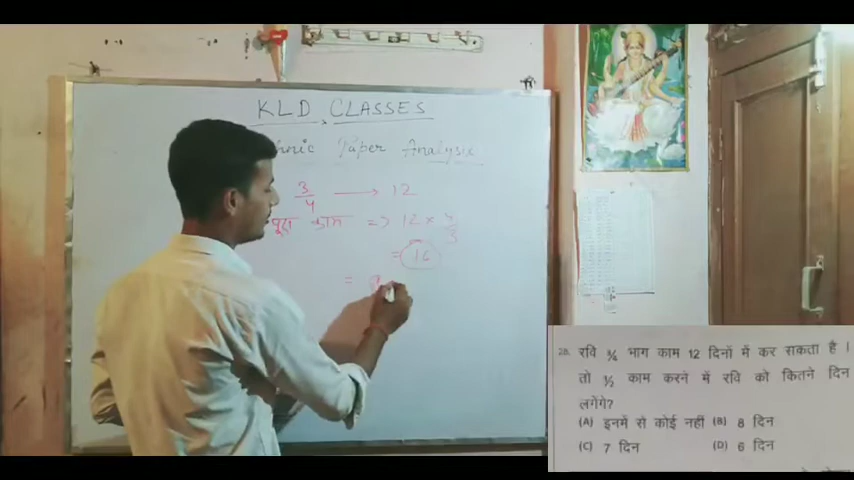 KLD CLASSES
Paper Analysis
3/4 → 12
पूरा काम => 12 × 4/3
= 16
=
28. रवि ¾ भाग काम 12 दिनों में कर सकता है ।
तो ½ काम करने में रवि को कितने दिन
लगेंगे?
(A) इनमें से कोई नहीं (B) 8 दिन
(C) 7 दिन (D) 6 दिन